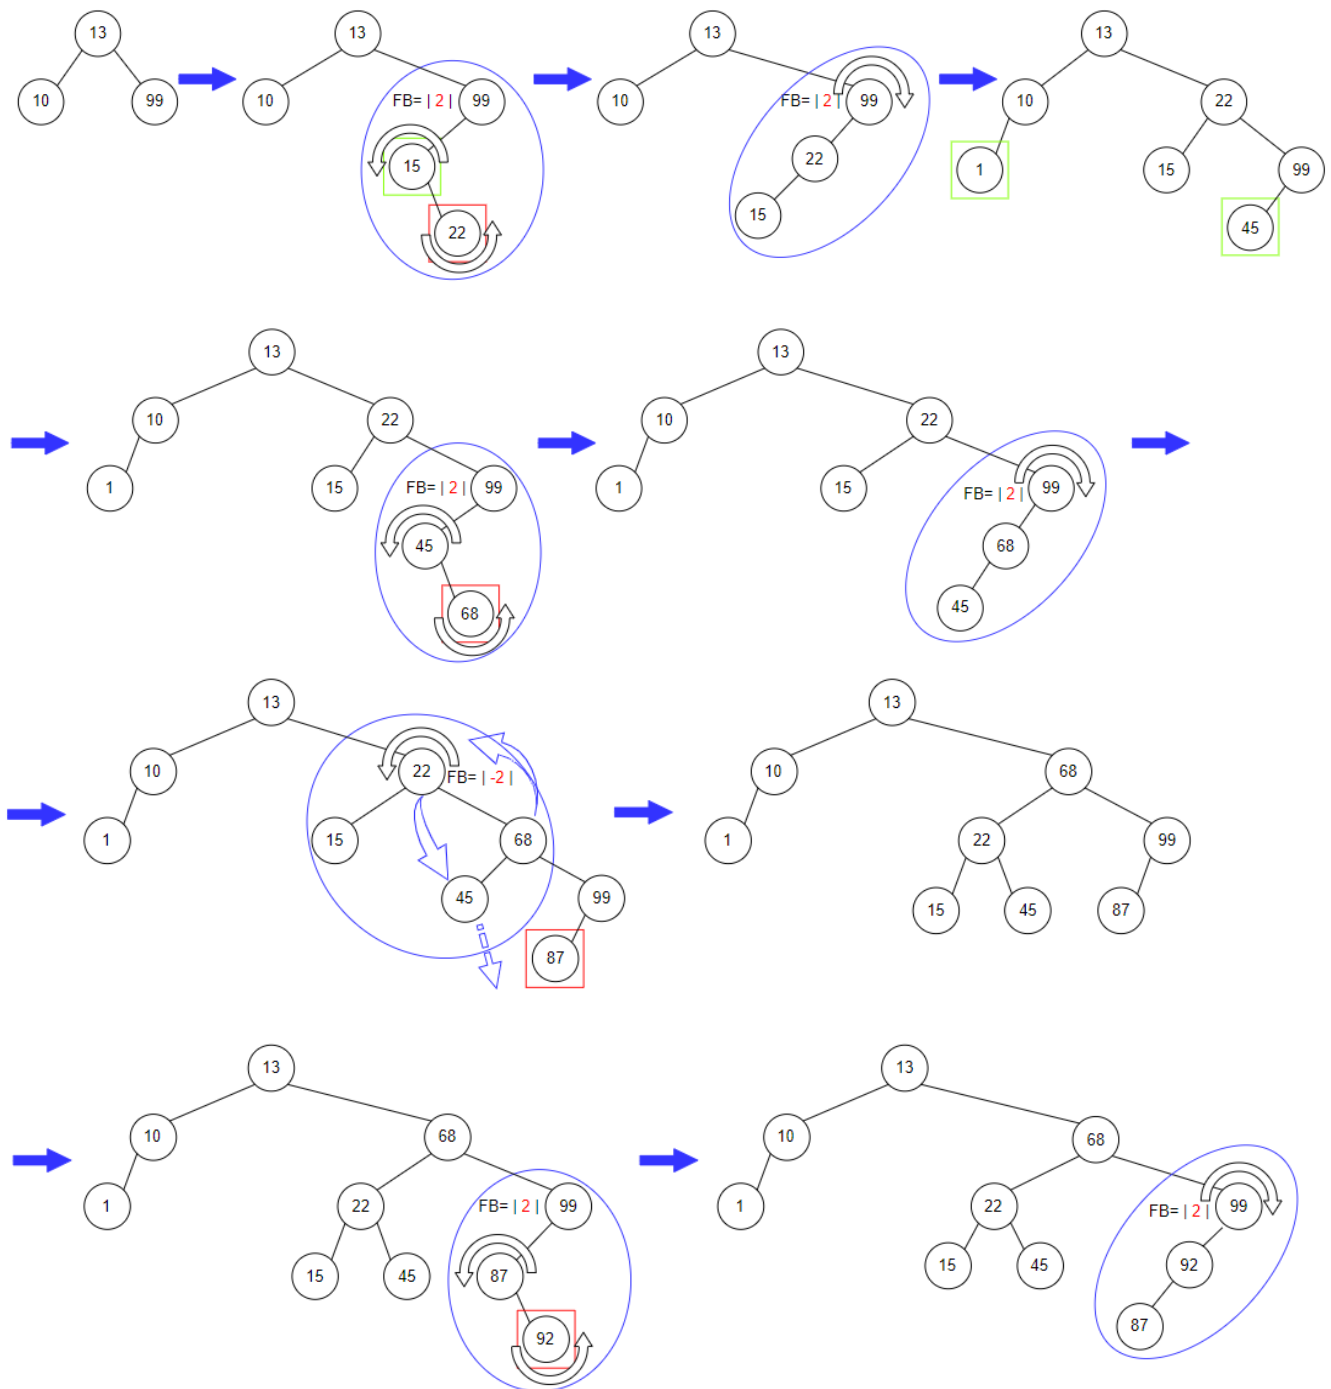 13 13 13 13
10 99 10 FB= | 2 | 99 10 FB= | 2 | 99 10 22
15 22 1 15 99
22 15 45
13 13
10 22 10 22
1 15 FB= | 2 | 99 1 15 FB= | 2 | 99
45 68
68 45
13 13
10 22 FB= | -2 | 10 68
1 15 68 1 22 99
45 99 15 45 87
87
13 13
10 68 10 68
1 22 FB= | 2 | 99 1 22 FB= | 2 | 99
15 45 87 15 45 92
92 87